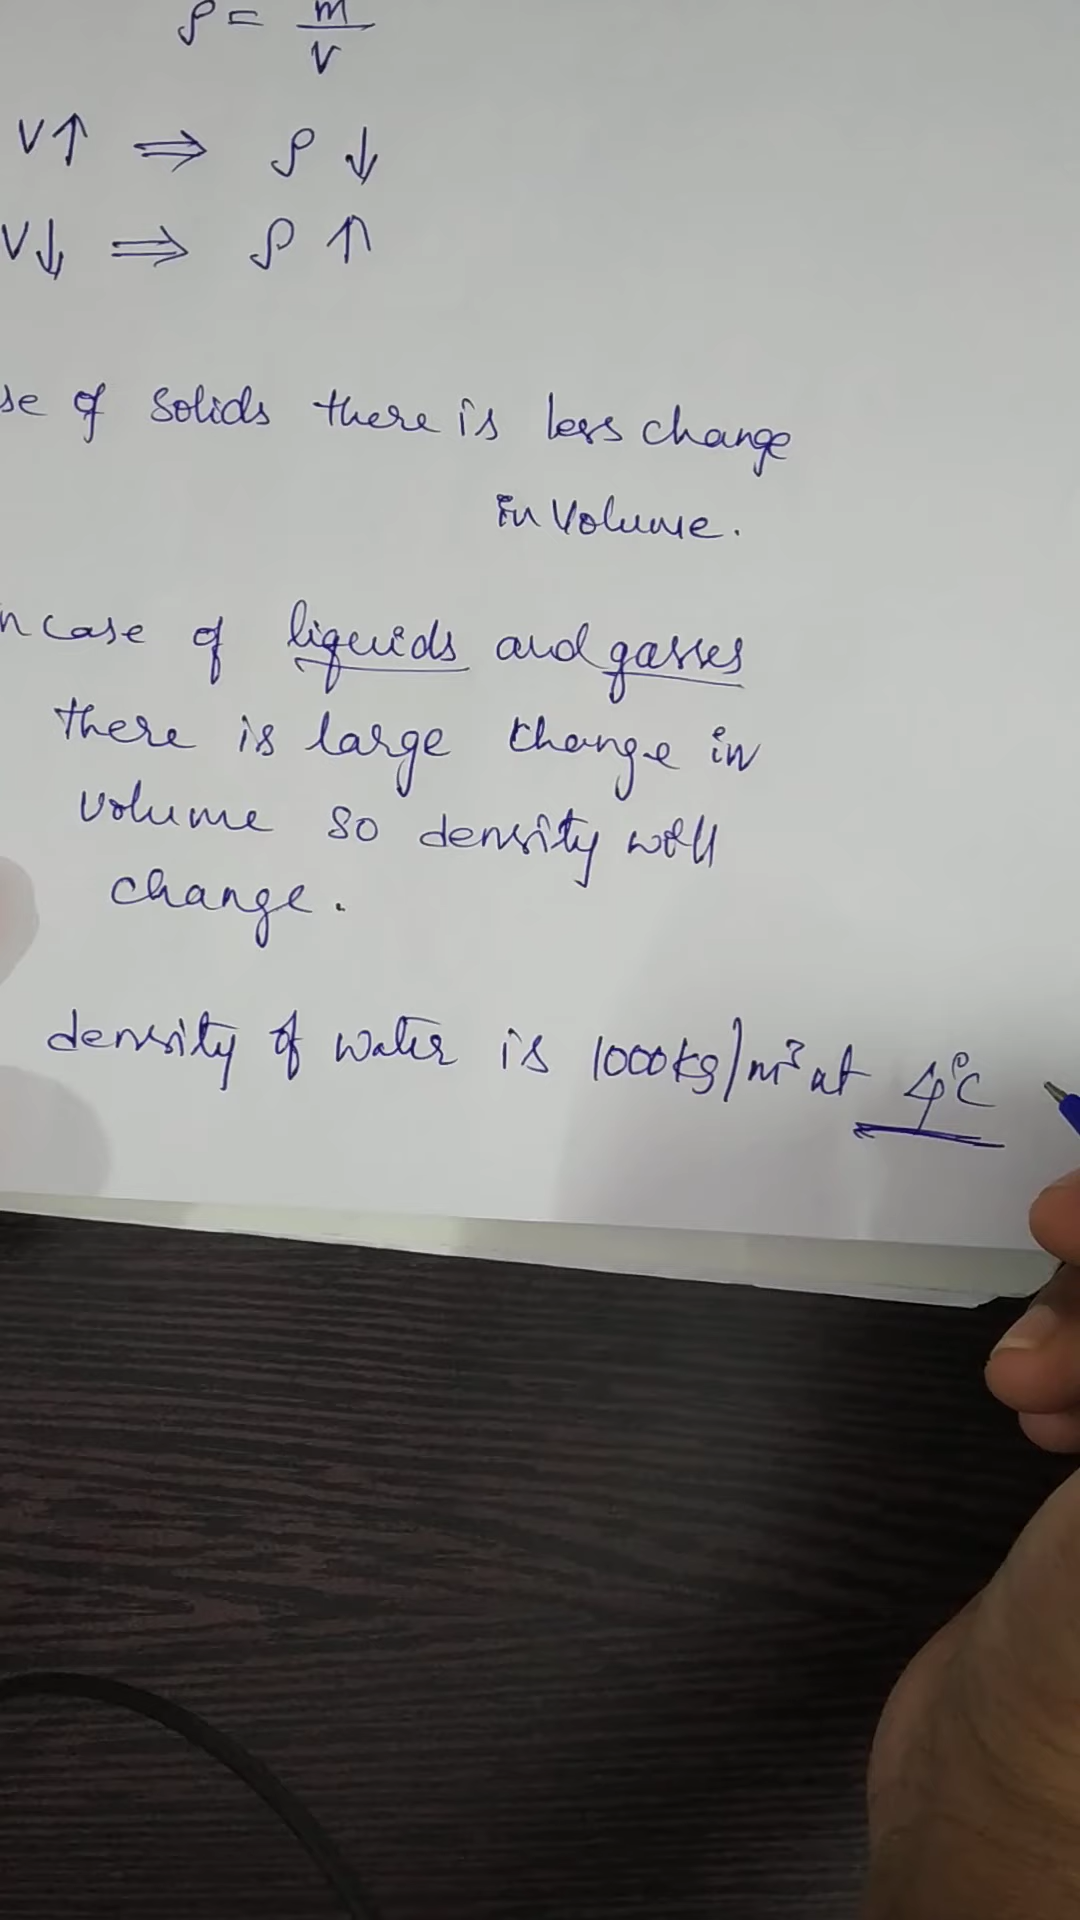 ρ = m/v
V↑ ⇒ ρ ↓
V↓ ⇒ ρ ↑
se of solids there is less change
in volume.
n case of liquids and gasses
there is large change in
volume so density will
change.
density of water is 1000kg/m³ at 4°C